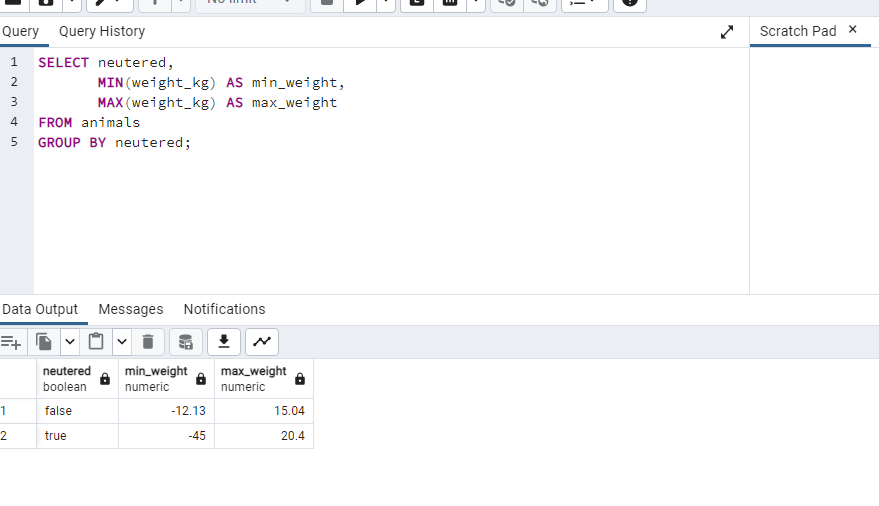 Query Query History Scratch Pad ×
1 SELECT neutered,
2 MIN(weight_kg) AS min_weight,
3 MAX(weight_kg) AS max_weight
4 FROM animals
5 GROUP BY neutered;
Data Output Messages Notifications
neutered min_weight max_weight
boolean numeric numeric
1 false -12.13 15.04
2 true -45 20.4